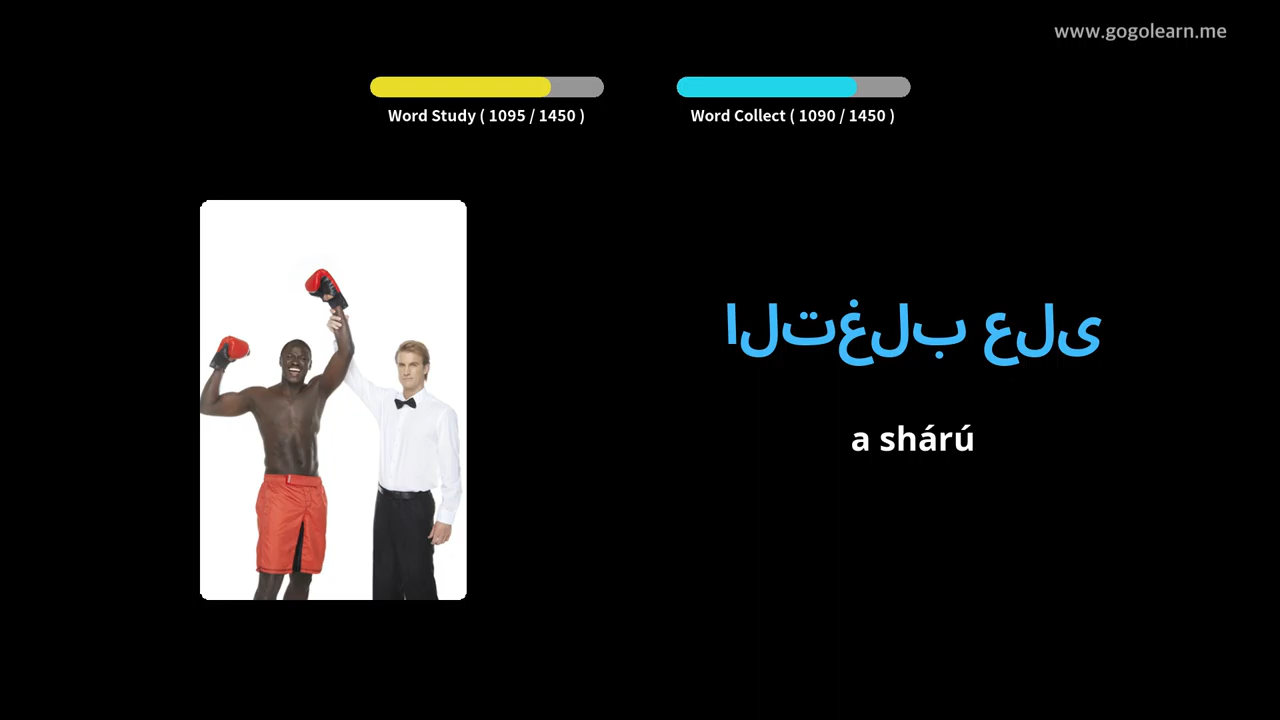 www.gogolearn.me
Word Study ( 1095 / 1450 )
Word Collect ( 1090 / 1450 )
التغلب على
a shárú